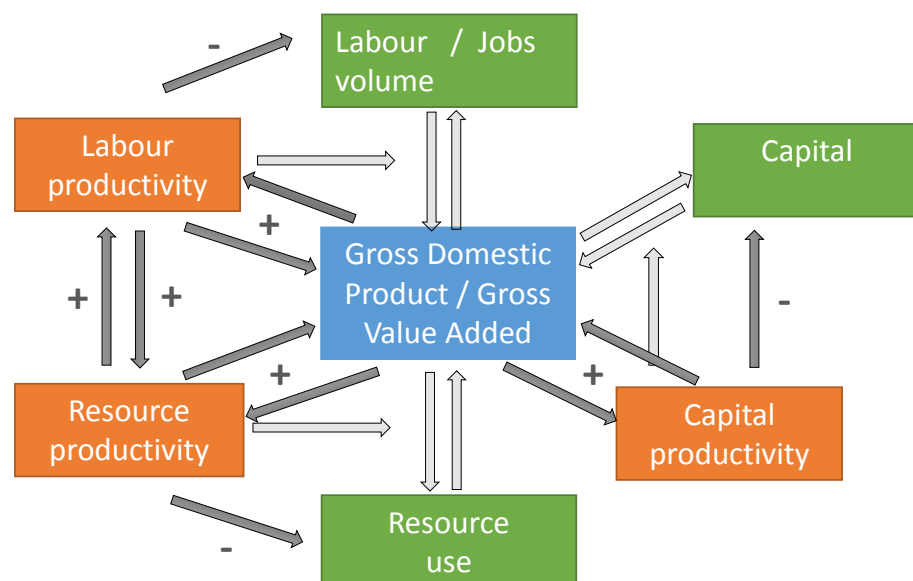 -
Labour / Jobs
volume
Labour
productivity
Capital
+
Gross Domestic
Product / Gross
Value Added
+
+
-
+
+
Resource
productivity
Capital
productivity
-
Resource
use